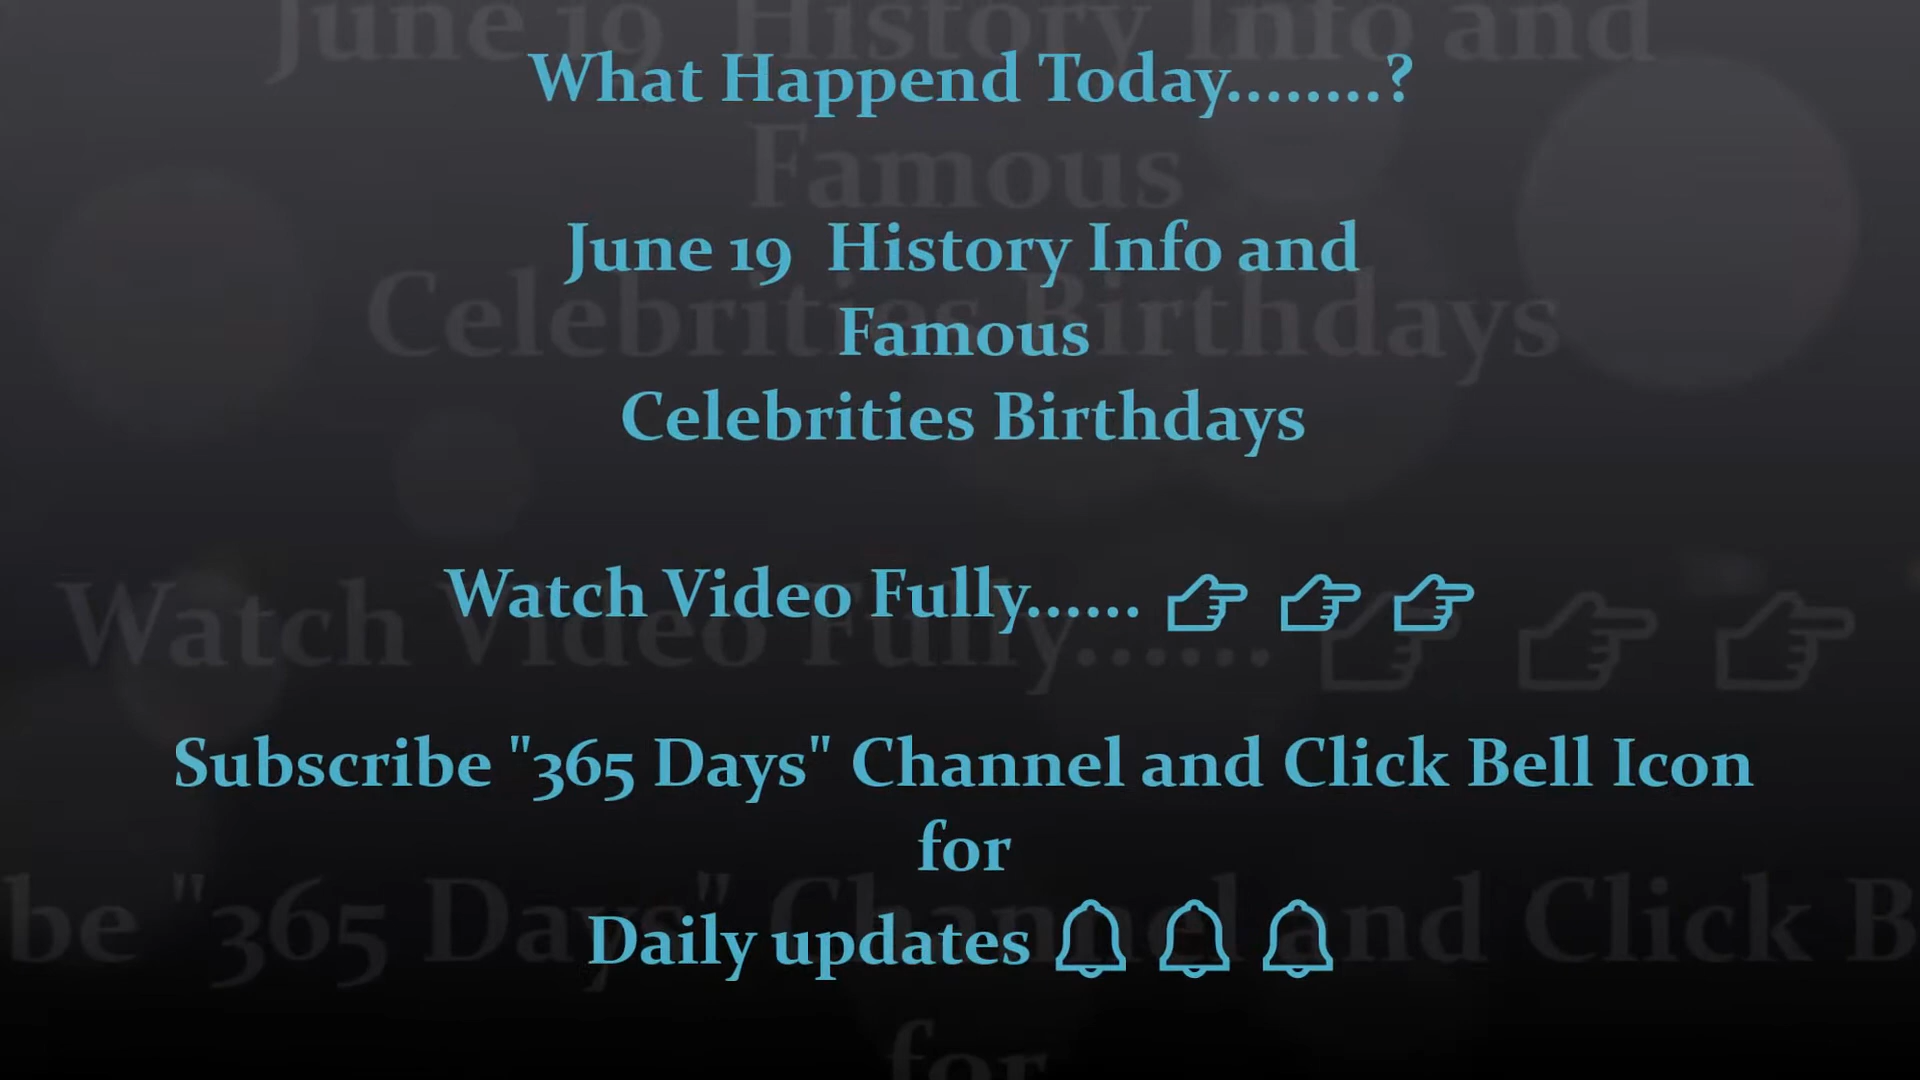 What Happend Today........?
June 19 History Info and
Famous
Celebrities Birthdays
Watch Video Fully......
Subscribe "365 Days" Channel and Click Bell Icon
for
Daily updates